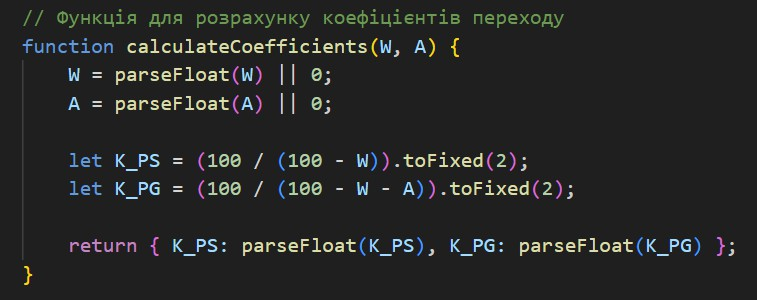 // Функція для розрахунку коефіцієнтів переходу
function calculateCoefficients(W, A) {
    W = parseFloat(W) || 0;
    A = parseFloat(A) || 0;

    let K_PS = (100 / (100 - W)).toFixed(2);
    let K_PG = (100 / (100 - W - A)).toFixed(2);

    return { K_PS: parseFloat(K_PS), K_PG: parseFloat(K_PG) };
}